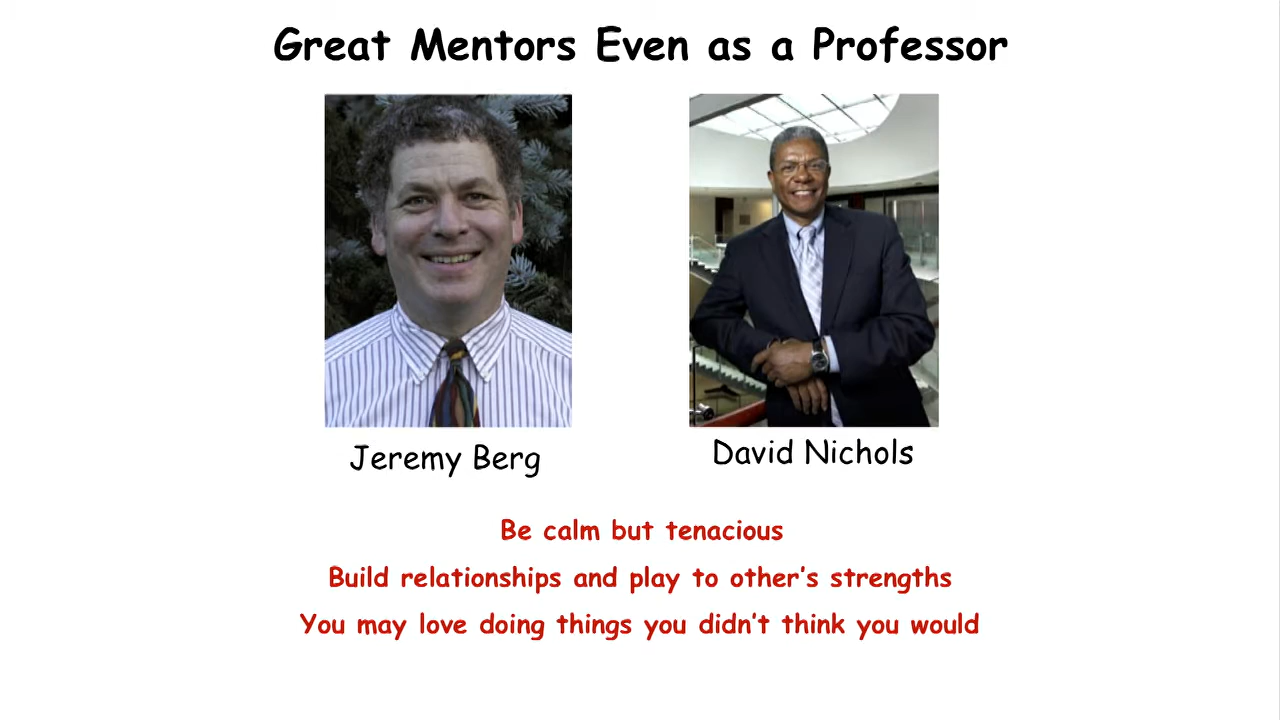 Great Mentors Even as a Professor
Jeremy Berg
David Nichols
Be calm but tenacious
Build relationships and play to other's strengths
You may love doing things you didn't think you would